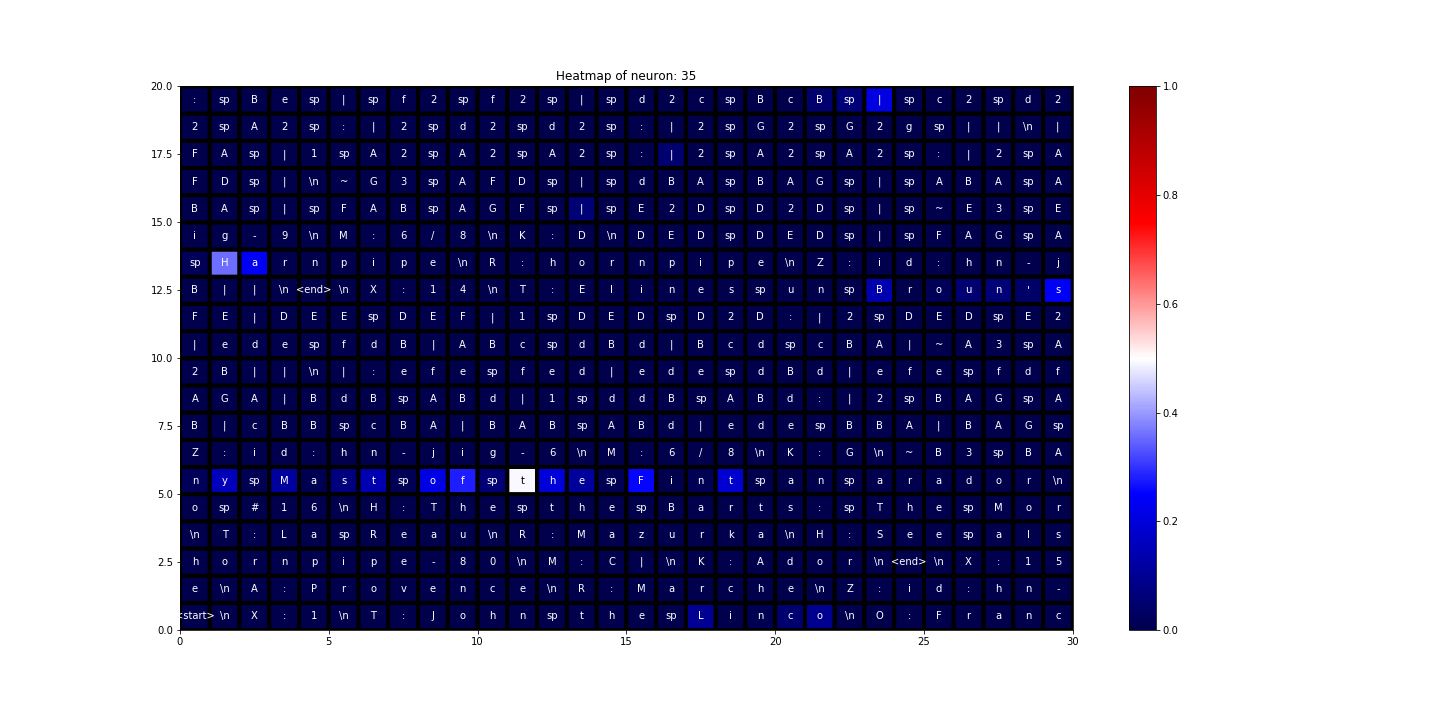 Heatmap of neuron: 35
20.0 : sp B e sp | sp f 2 sp f 2 sp | sp d 2 c sp B c B sp | sp c 2 sp d 2 1.0
2 sp A 2 sp : | 2 sp d 2 sp d 2 sp : | 2 sp G 2 sp G 2 g sp | | \n |
17.5 F A sp | 1 sp A 2 sp A 2 sp A 2 sp : | 2 sp A 2 sp A 2 sp : | 2 sp A
F D sp | \n ~ G 3 sp A F D sp | sp d B A sp B A G sp | sp A B A sp A 0.8
15.0 B A sp | sp F A B sp A G F sp | sp E 2 D sp D 2 D sp | sp ~ E 3 sp E
i g - 9 \n M : 6 / 8 \n K : D \n D E D sp D E D sp | sp F A G sp A
sp H a r n p i p e \n R : h o r n p i p e \n Z : i d : h n - j
12.5 B | | \n <end> \n X : 1 4 \n T : E l i n e s sp u n sp B r o u n ' s 0.6
F E | D E E sp D E F | 1 sp D E D sp D 2 D : | 2 sp D E D sp E 2
10.0 | e d e sp f d B | A B c sp d B d | B c d sp c B A | ~ A 3 sp A
2 B | | \n | : e f e sp f e d | e d e sp d B d | e f e sp f d f
A G A | B d B sp A B d | 1 sp d d B sp A B d : | 2 sp B A G sp A 0.4
7.5 B | c B B sp c B A | B A B sp A B d | e d e sp B B A | B A G sp
Z : i d : h n - j i g - 6 \n M : 6 / 8 \n K : G \n ~ B 3 sp B A
5.0 n y sp M a s t sp o f sp t h e sp F i n t sp a n sp a r a d o r \n
o sp # 1 6 \n H : T h e sp t h e sp B a r t s : sp T h e sp M o r 0.2
\n T : L a sp R e a u \n R : M a z u r k a \n H : S e e sp a l s
2.5 h o r n p i p e - 8 0 \n M : C | \n K : A d o r \n <end> \n X : 1 5
e \n A : P r o v e n c e \n R : M a r c h e \n Z : i d : h n -
<start> \n X : 1 \n T : J o h n sp t h e sp L i n c o \n O : F r a n c
0.0 0.0
0 5 10 15 20 25 30